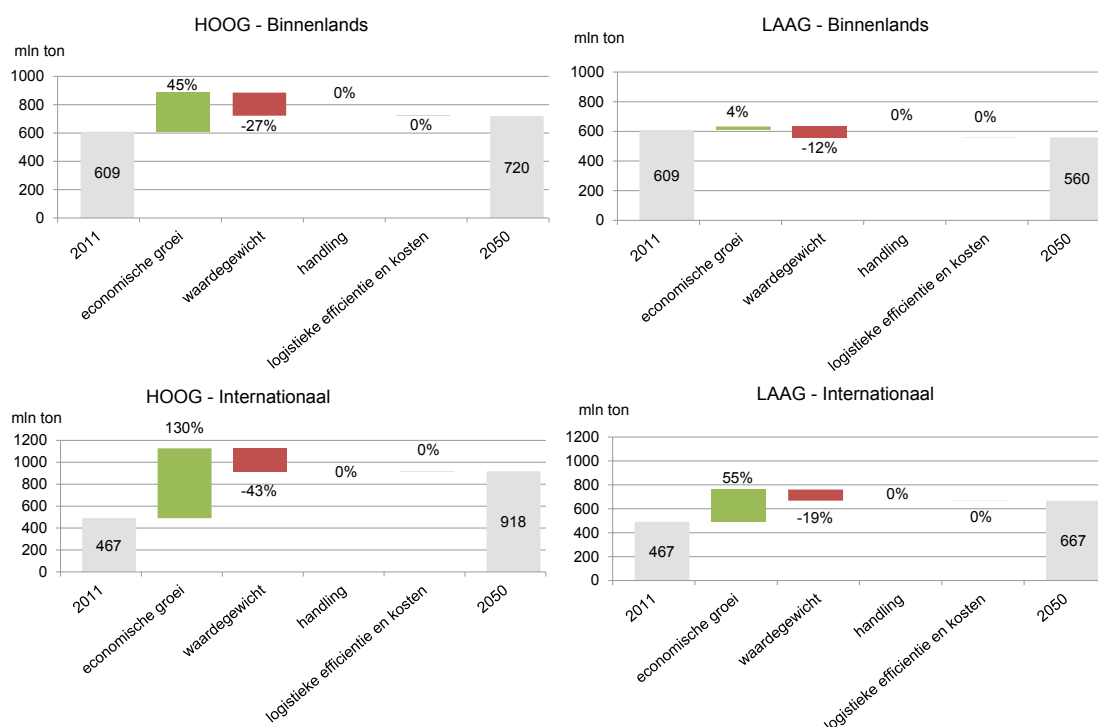 HOOG - Binnenlands
mln ton
1000
800
600
400
200
0
45%
-27%
0%
0%
609
720
2011
economische groei
waardegewicht
handling
logistieke efficientie en kosten
2050
LAAG - Binnenlands
mln ton
1000
800
600
400
200
0
4%
-12%
0%
0%
609
560
2011
economische groei
waardegewicht
handling
logistieke efficientie en kosten
2050
HOOG - Internationaal
mln ton
1200
1000
800
600
400
200
0
130%
-43%
0%
0%
467
918
2011
economische groei
waardegewicht
handling
logistieke efficientie en kosten
2050
LAAG - Internationaal
mln ton
1200
1000
800
600
400
200
0
55%
-19%
0%
0%
467
667
2011
economische groei
waardegewicht
handling
logistieke efficientie en kosten
2050